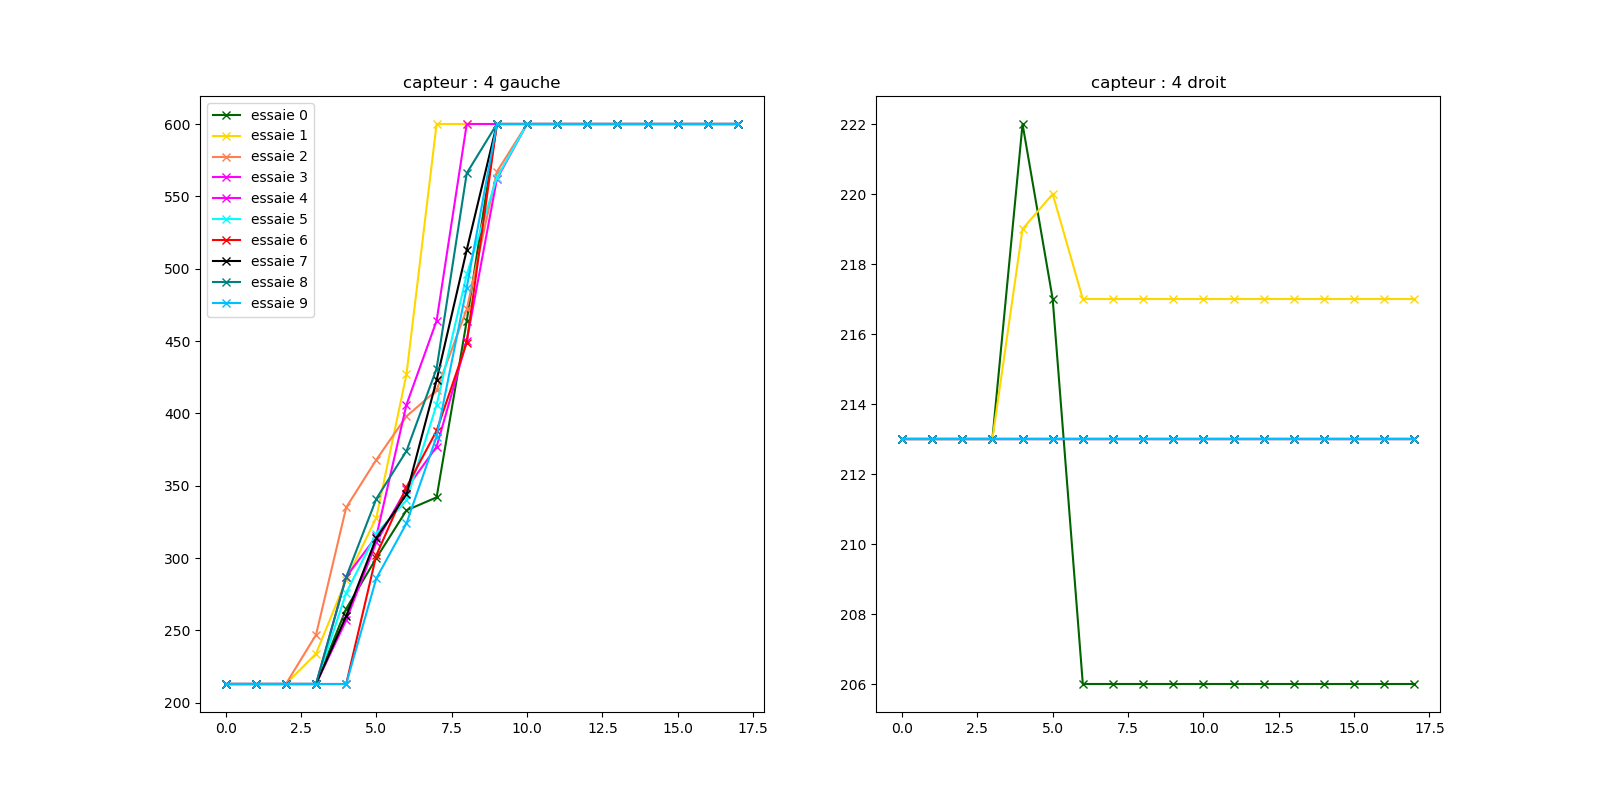 capteur : 4 gauche
600
550
500
450
400
350
300
250
200
0.0 2.5 5.0 7.5 10.0 12.5 15.0 17.5
essaie 0
essaie 1
essaie 2
essaie 3
essaie 4
essaie 5
essaie 6
essaie 7
essaie 8
essaie 9
capteur : 4 droit
222
220
218
216
214
212
210
208
206
0.0 2.5 5.0 7.5 10.0 12.5 15.0 17.5